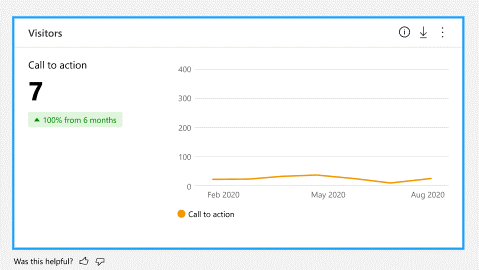 Visitors
Call to action
7
100% from 6 months
400
300
200
100
0
Feb 2020
May 2020
Aug 2020
Call to action
Was this helpful?